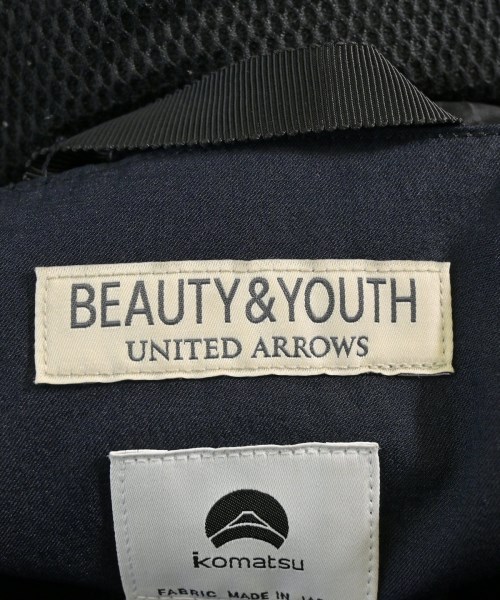 BEAUTY&YOUTH
UNITED ARROWS
komatsu
FABRIC MADE IN